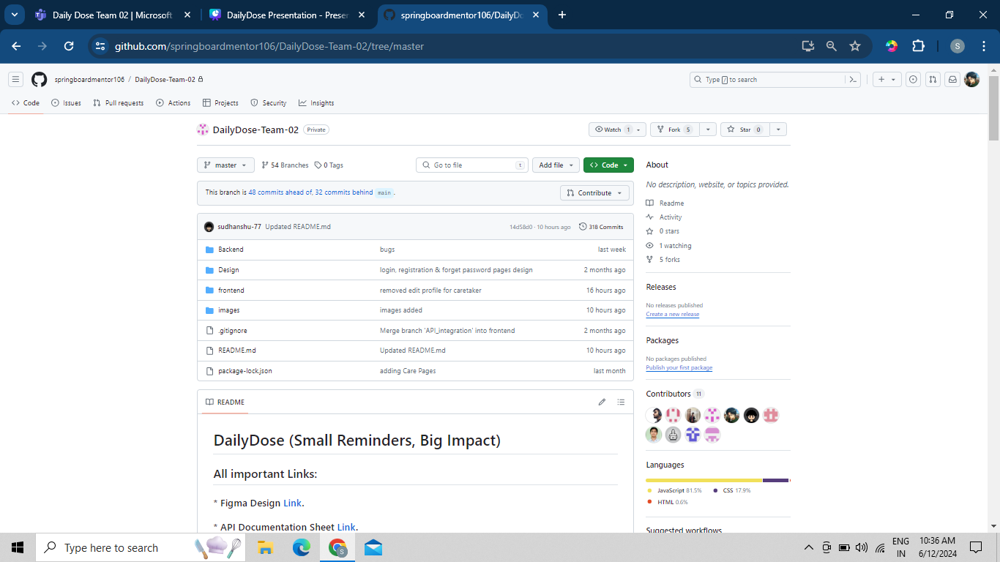 Daily Dose Team 02 | Microsoft
DailyDose Presentation - Preser
springboardmentor106/DailyDo
github.com/springboardmentor106/DailyDose-Team-02/tree/master
S
springboardmentor106 / DailyDose-Team-02
Type / to search
Code
Issues
Pull requests
Actions
Projects
Security
Insights
DailyDose-Team-02 Private
Watch 1
Fork 5
Star 0
master
54 Branches
0 Tags
Go to file t
Add file
Code
This branch is 48 commits ahead of, 32 commits behind main .
Contribute
sudhanshu-77 Updated README.md 14d58d0 · 10 hours ago 318 Commits
Backend bugs last week
Design login, registration & forget password pages design 2 months ago
frontend removed edit profile for caretaker 16 hours ago
images images added 10 hours ago
.gitignore Merge branch 'API_integration' into frontend 2 months ago
README.md Updated README.md 10 hours ago
package-lock.json adding Care Pages last month
README
DailyDose (Small Reminders, Big Impact)
All important Links:
* Figma Design Link.
* API Documentation Sheet Link.
About
No description, website, or topics provided.
Readme
Activity
0 stars
1 watching
5 forks
Releases
No releases published
Create a new release
Packages
No packages published
Publish your first package
Contributors 11
Languages
JavaScript 81.5% CSS 17.9%
HTML 0.6%
Suggested workflows
Type here to search
S
ENG
IN
10:36 AM
6/12/2024